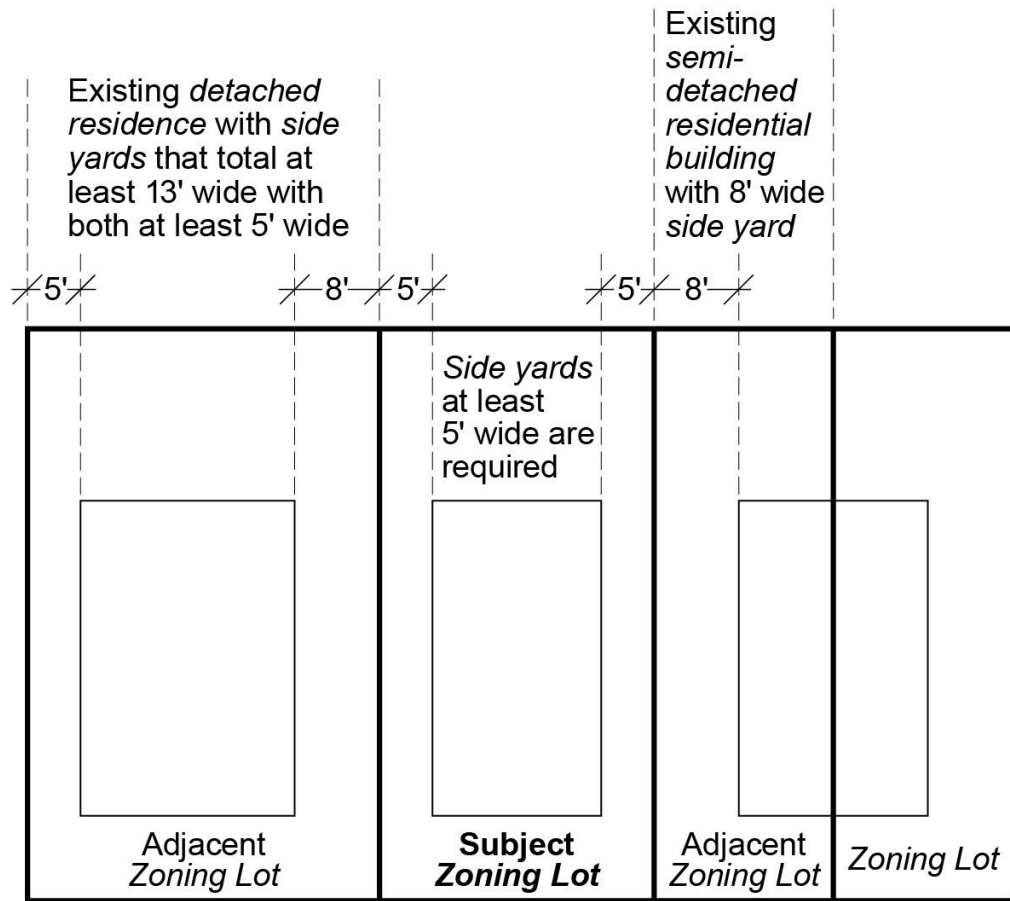 Existing detached
residence with side
yards that total at
least 13' wide with
both at least 5' wide
Existing
semi-
detached
residential
building
with 8' wide
side yard
5'
8'
5'
5'
8'
Side yards
at least
5' wide are
required
Adjacent
Zoning Lot
Subject
Zoning Lot
Adjacent
Zoning Lot
Zoning Lot